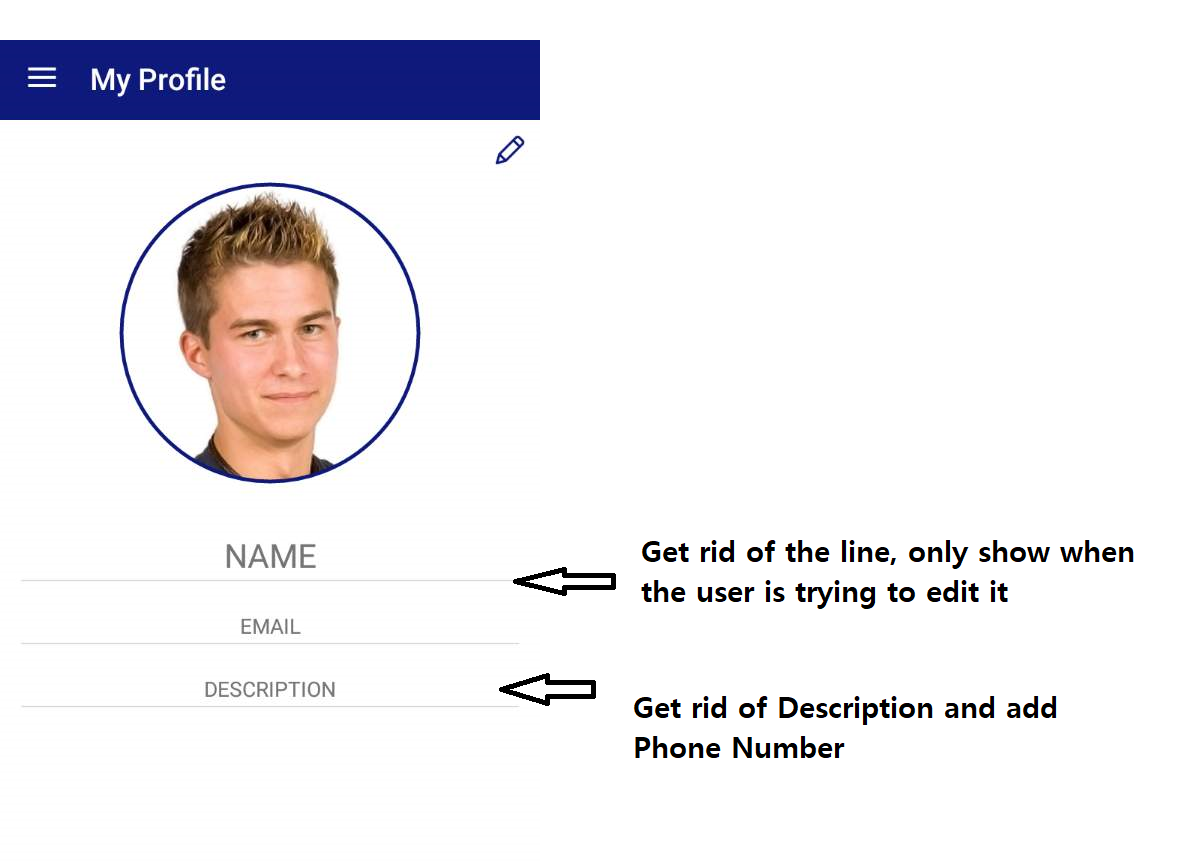 My Profile
NAME
Get rid of the line, only show when
the user is trying to edit it
EMAIL
DESCRIPTION
Get rid of Description and add
Phone Number